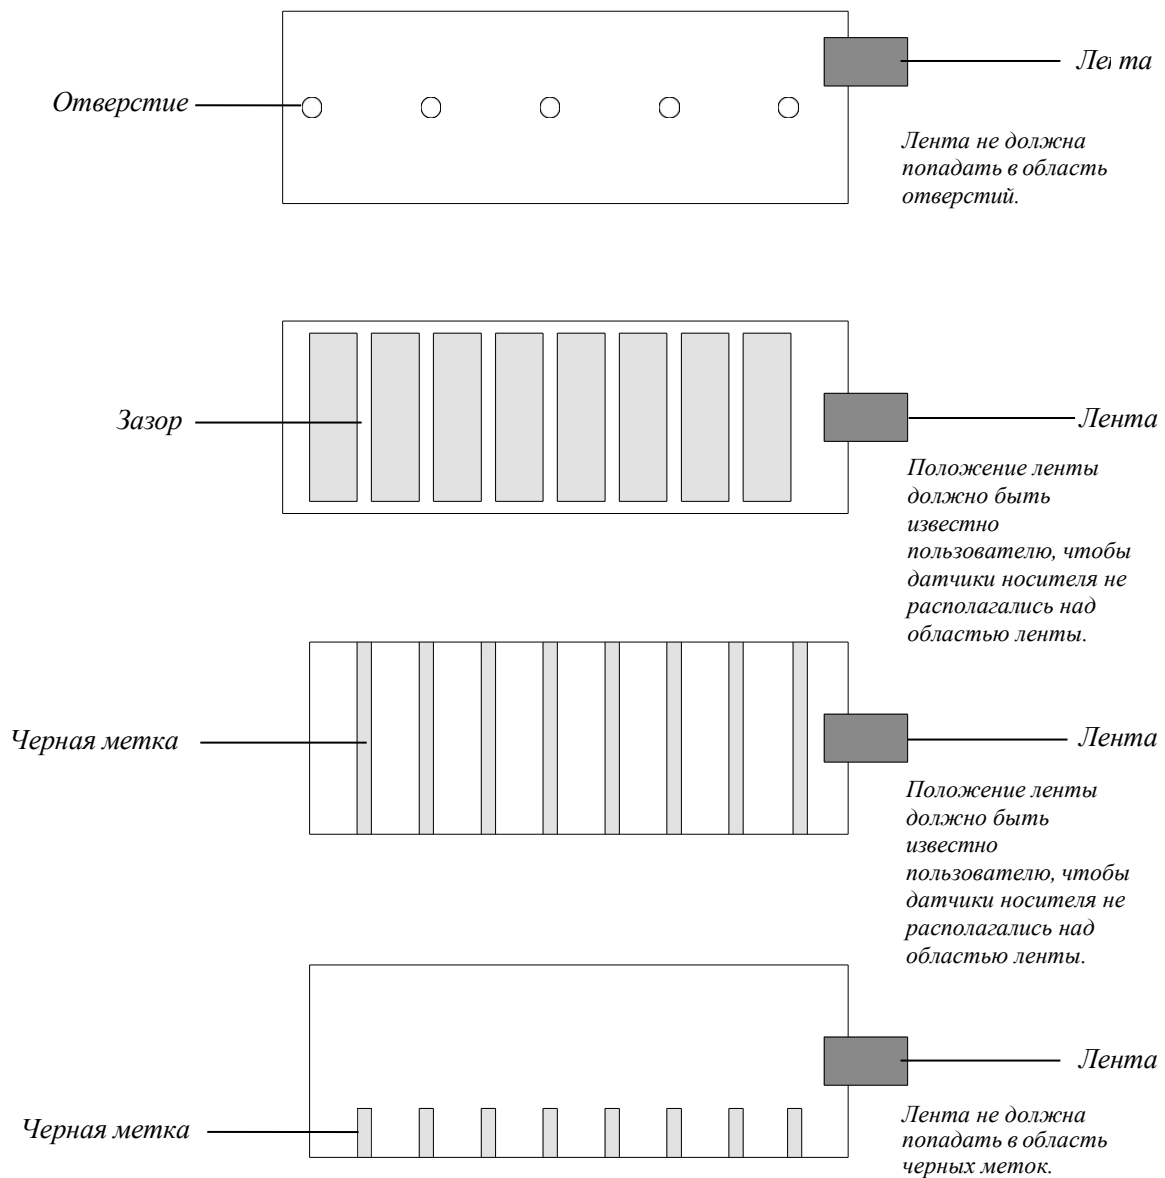 Лента
Отверстие
Лента не должна
попадать в область
отверстий.
Зазор
Лента
Положение ленты
должно быть
известно
пользователю, чтобы
датчики носителя не
располагались над
областью ленты.
Черная метка
Лента
Положение ленты
должно быть
известно
пользователю, чтобы
датчики носителя не
располагались над
областью ленты.
Лента
Черная метка
Лента не должна
попадать в область
черных меток.